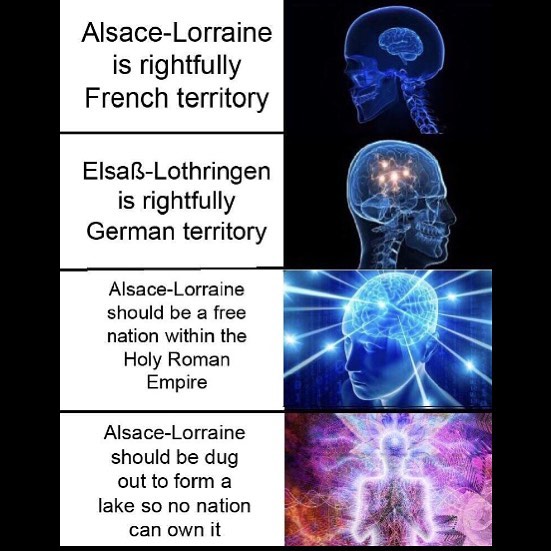 Alsace-Lorraine
is rightfully
French territory
Elsaß-Lothringen
is rightfully
German territory
Alsace-Lorraine
should be a free
nation within the
Holy Roman
Empire
Alsace-Lorraine
should be dug
out to form a
lake so no nation
can own it